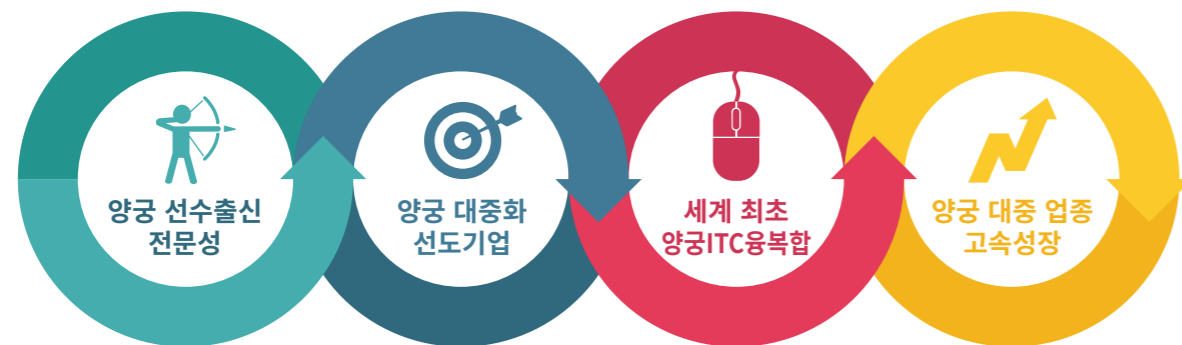 양궁 선수출신
전문성
양궁 대중화
선도기업
세계 최초
양궁ITC융복합
양궁 대중 업종
고속성장